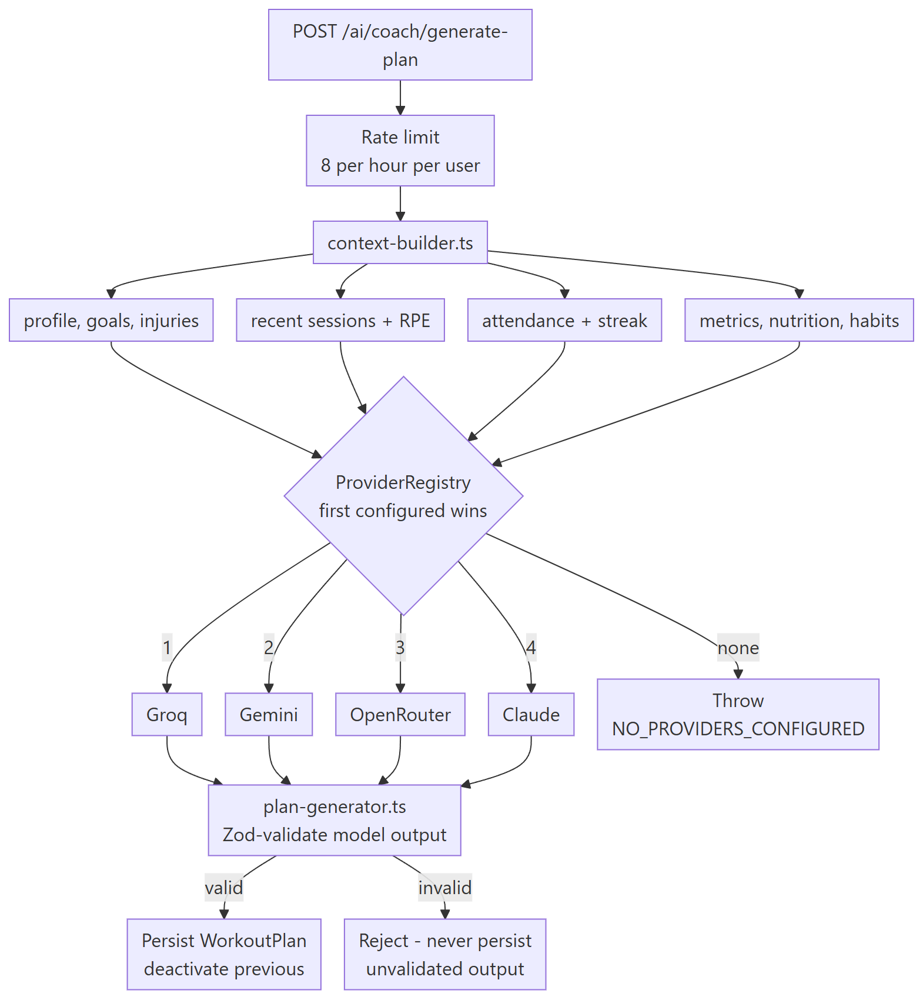 POST /ai/coach/generate-
plan
Rate limit
8 per hour per user
context-builder.ts
profile, goals, injuries
recent sessions + RPE
attendance + streak
metrics, nutrition, habits
ProviderRegistry
first configured wins
1
2
3
4
none
Groq
Gemini
OpenRouter
Claude
Throw
NO_PROVIDERS_CONFIGURED
plan-generator.ts
Zod-validate model output
valid
invalid
Persist WorkoutPlan
deactivate previous
Reject - never persist
unvalidated output